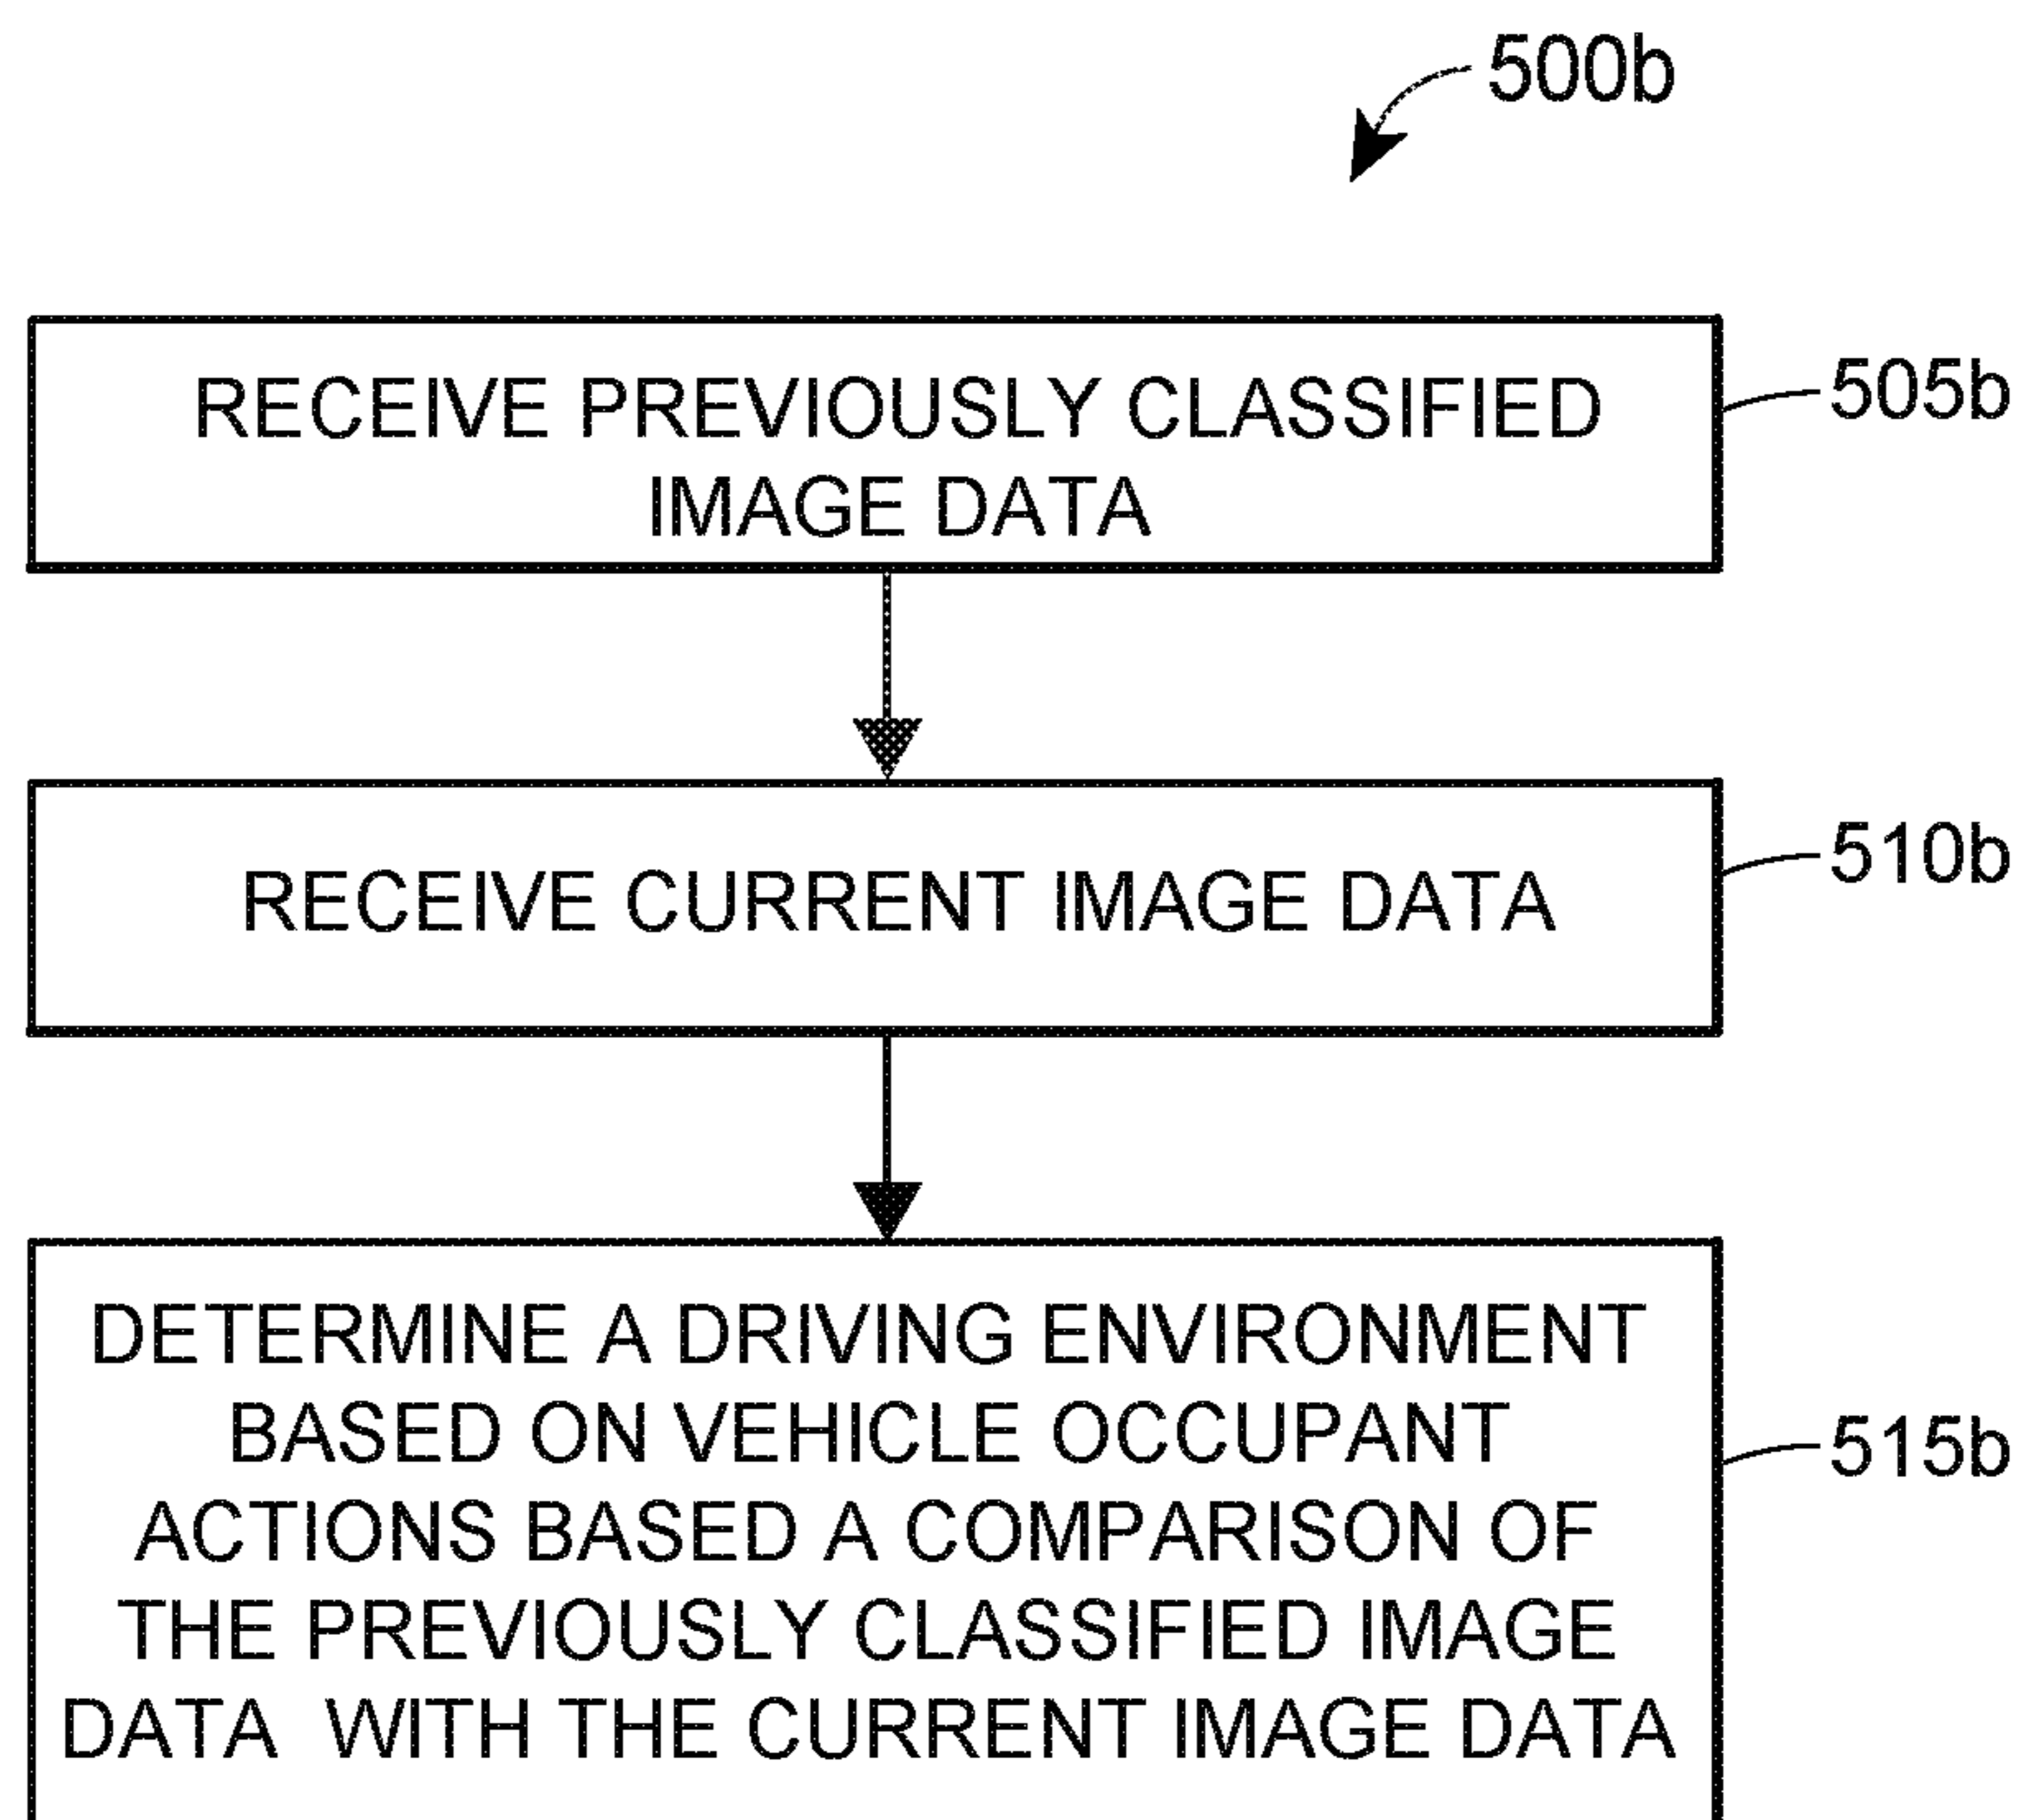 500b
RECEIVE PREVIOUSLY CLASSIFIED
IMAGE DATA
505b
RECEIVE CURRENT IMAGE DATA
510b
DETERMINE A DRIVING ENVIRONMENT
BASED ON VEHICLE OCCUPANT
ACTIONS BASED A COMPARISON OF
THE PREVIOUSLY CLASSIFIED IMAGE
DATA WITH THE CURRENT IMAGE DATA
515b